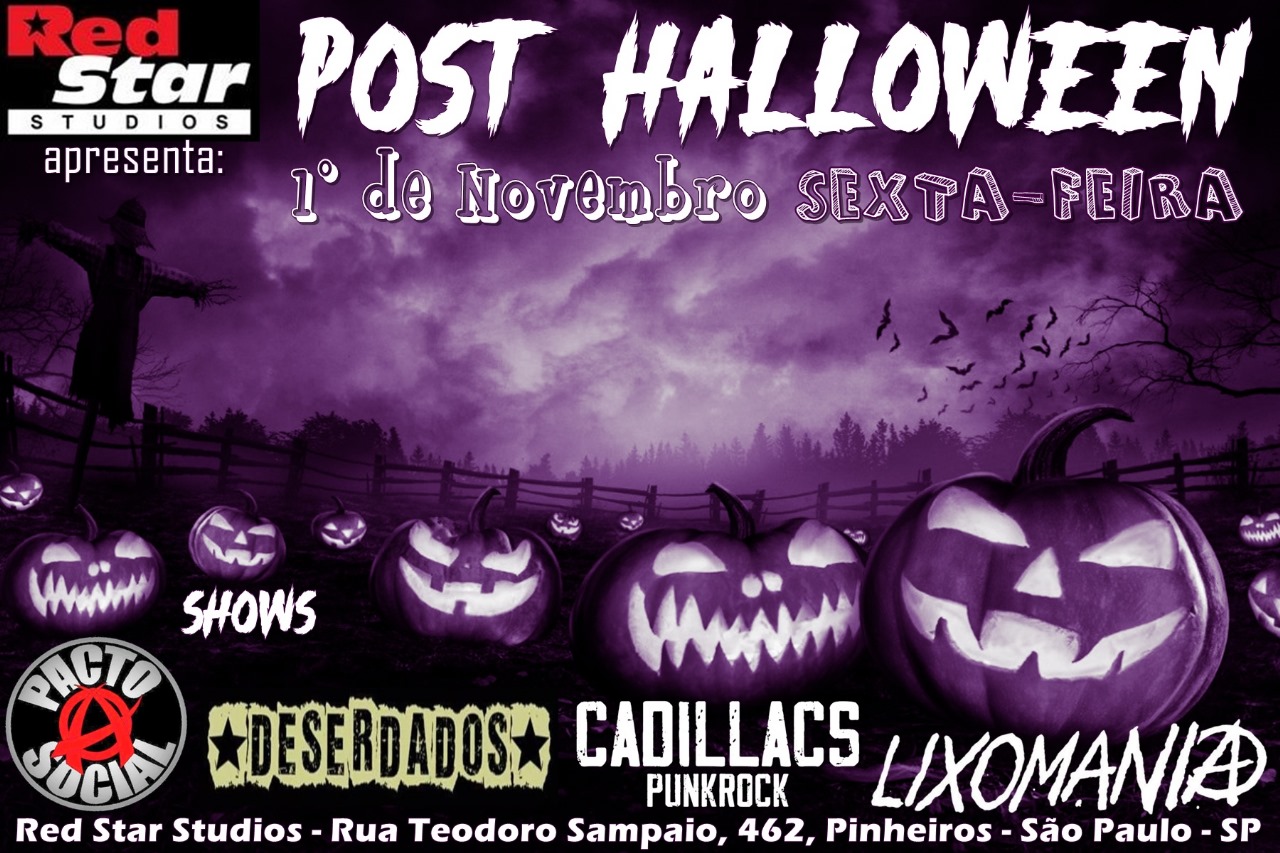 Red
Star
STUDIOS
apresenta:
POST HALLOWEEN
1º de Novembro SEXTA-FEIRA
SHOWS
PACTO
SOCIAL
DESERDADOS
CADILLACS
PUNKROCK
LIXOMANIA
Red Star Studios - Rua Teodoro Sampaio, 462, Pinheiros - São Paulo - SP